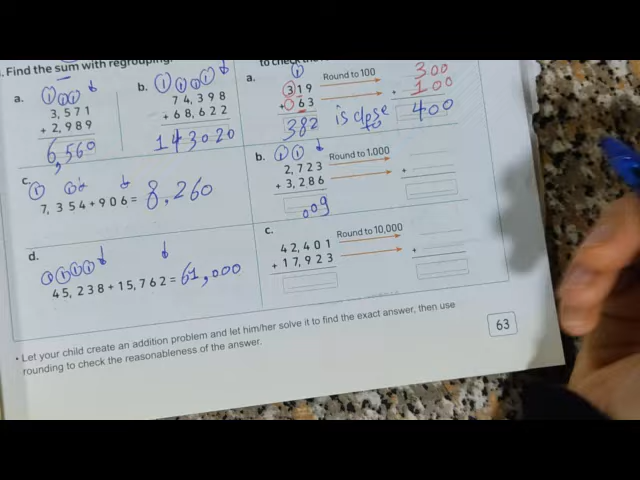 . Find the sum with regrouping.
a.
3,571
+ 2,989
6,560
b.
74,398
+ 68,622
143020
c.
7,354+906= 8,260
d.
45,238+15,762= 61,000
to check the
a.
319
+ 063
382
Round to 100
300
100
400
is close to
b.
2,723
+ 3,286
009
Round to 1,000
+
c.
42,401
+ 17,923
Round to 10,000
+
• Let your child create an addition problem and let him/her solve it to find the exact answer, then use
rounding to check the reasonableness of the answer.
63